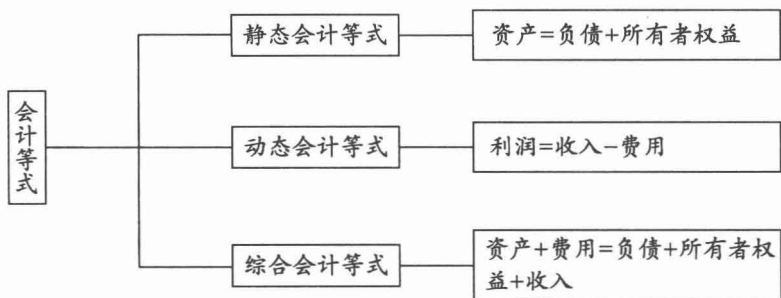 会计等式
静态会计等式
资产=负债+所有者权益
动态会计等式
利润=收入-费用
综合会计等式
资产+费用=负债+所有者权
益+收入